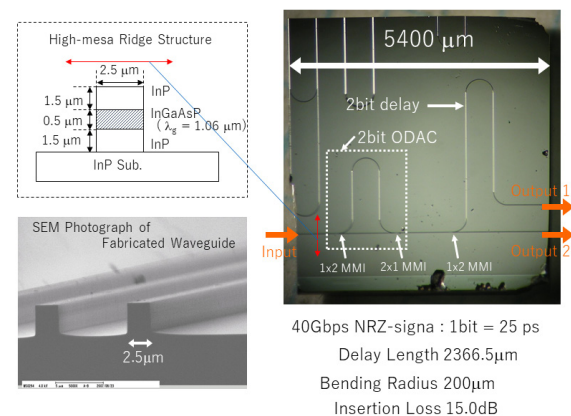 High-mesa Ridge Structure
2.5 μm
InP
1.5 μm
InGaAsP
0.5 μm
( λg = 1.06 μm)
1.5 μm
InP
InP Sub.
SEM Photograph of
Fabricated Waveguide
2.5μm
5400 μm
2bit delay
2bit ODAC
Output 1
Input
Output 2
1x2 MMI
2x1 MMI
1x2 MMI
40Gbps NRZ-signa : 1bit = 25 ps
Delay Length 2366.5μm
Bending Radius 200μm
Insertion Loss 15.0dB